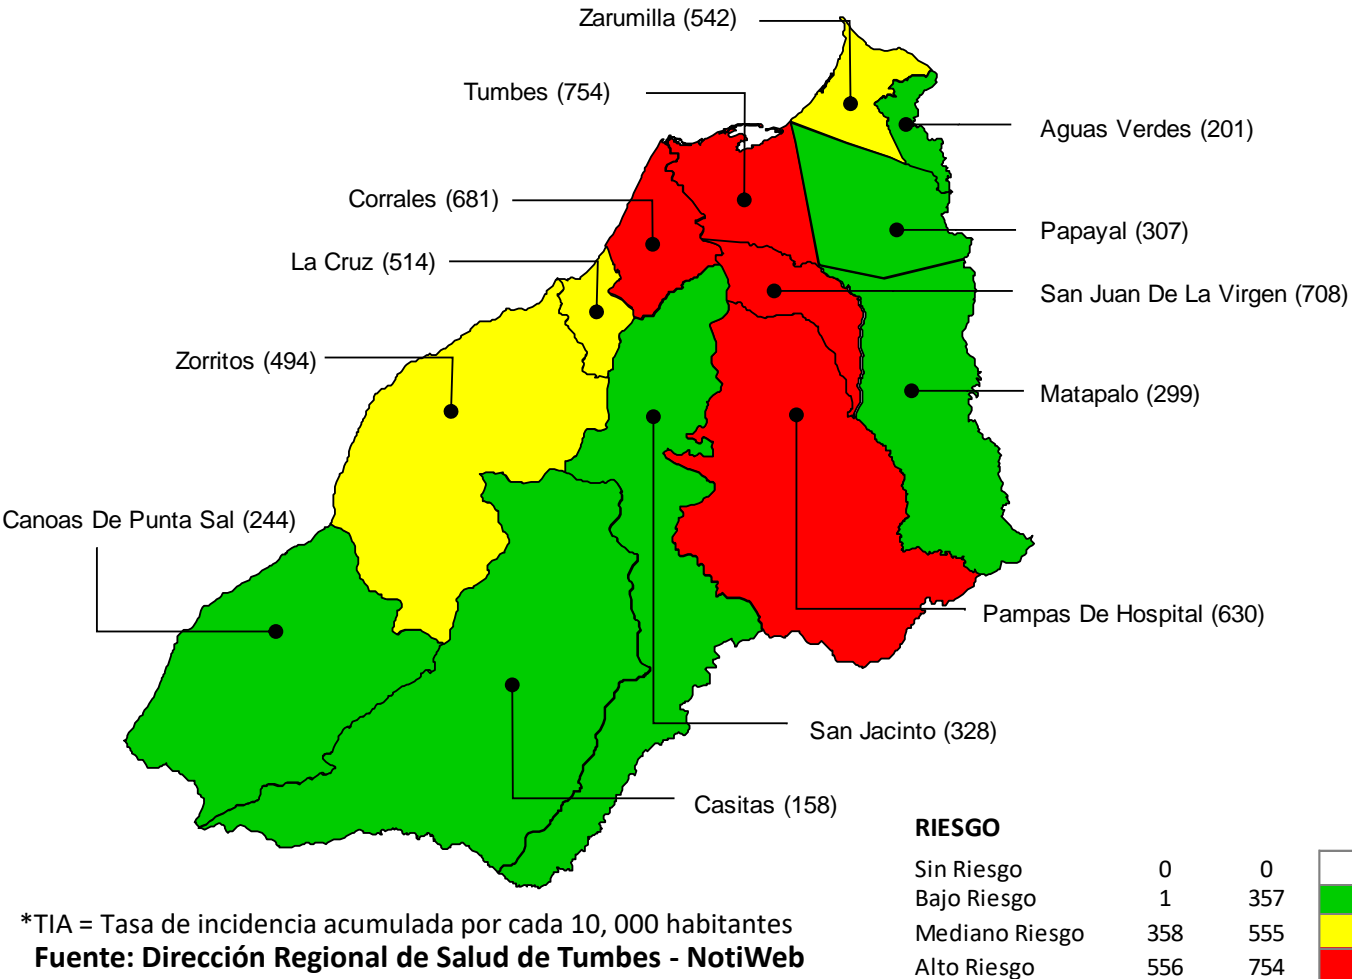 Zarumilla (542)
Tumbes (754)
Aguas Verdes (201)
Corrales (681)
Papayal (307)
La Cruz (514)
San Juan De La Virgen (708)
Zorritos (494)
Matapalo (299)
Canoas De Punta Sal (244)
Pampas De Hospital (630)
San Jacinto (328)
Casitas (158)
RIESGO
Sin Riesgo 0 0
Bajo Riesgo 1 357
Mediano Riesgo 358 555
Alto Riesgo 556 754
*TIA = Tasa de incidencia acumulada por cada 10, 000 habitantes
Fuente: Dirección Regional de Salud de Tumbes - NotiWeb